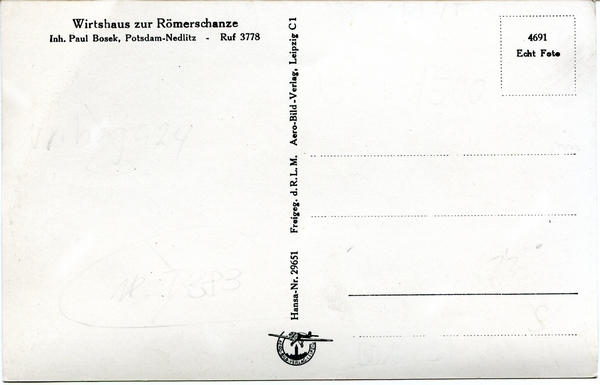 Wirtshaus zur Römerschanze
Inh. Paul Bosek, Potsdam-Nedlitz - Ruf 3778
Hansa-Nr. 29651 Freigeg. d. R. L. M. Aero-Bild-Verlag, Leipzig C 1
4691
Echt Foto